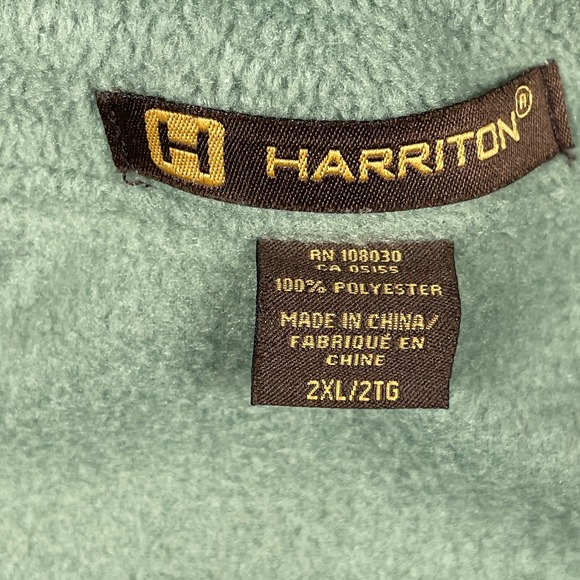 H HARRITON®
RN 108030
CA 05155
100% POLYESTER
MADE IN CHINA/
FABRIQUÉ EN
CHINE
2XL/2TG